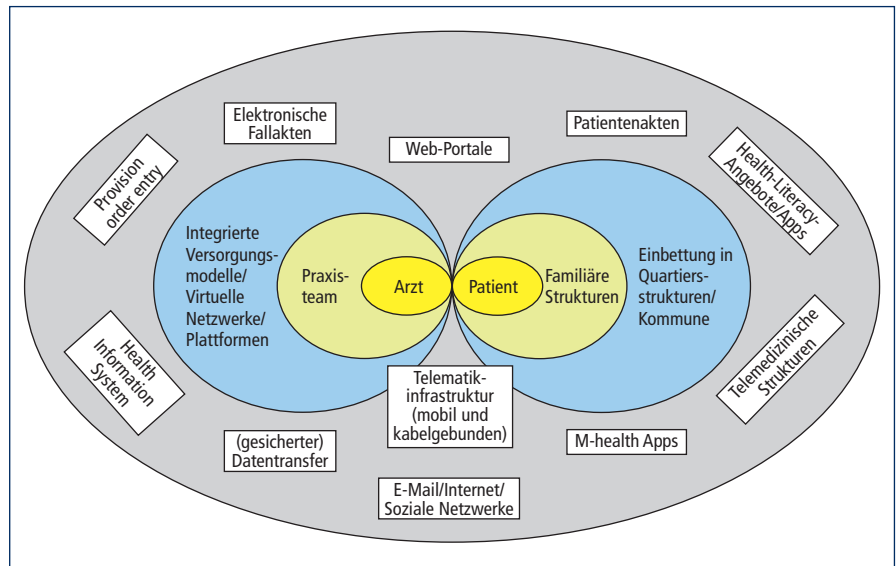 Elektronische
Fallakten
Patientenakten
Web-Portale
Provision
order entry
Health-Literacy-
Angebote/Apps
Integrierte
Versorgungs-
modelle/
Virtuelle
Netzwerke/
Plattformen
Praxis-
team
Arzt
Patient
Familiäre
Strukturen
Einbettung in
Quartiers-
strukturen/
Kommune
Health
Information
System
Telematik-
infrastruktur
(mobil und
kabelgebunden)
Telemedizinische
Strukturen
(gesicherter)
Datentransfer
M-health Apps
E-Mail/Internet/
Soziale Netzwerke